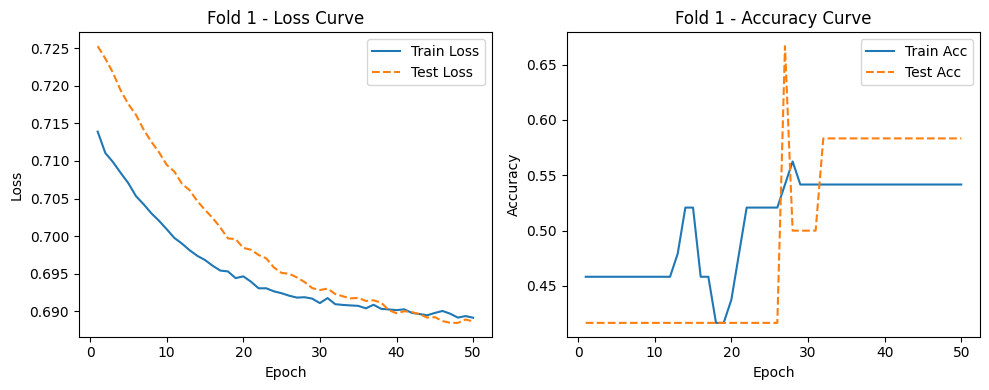 Fold 1 - Loss Curve
Loss
0.725
0.720
0.715
0.710
0.705
0.700
0.695
0.690
Train Loss
Test Loss
0 10 20 30 40 50
Epoch
Fold 1 - Accuracy Curve
Accuracy
0.65
0.60
0.55
0.50
0.45
Train Acc
Test Acc
0 10 20 30 40 50
Epoch